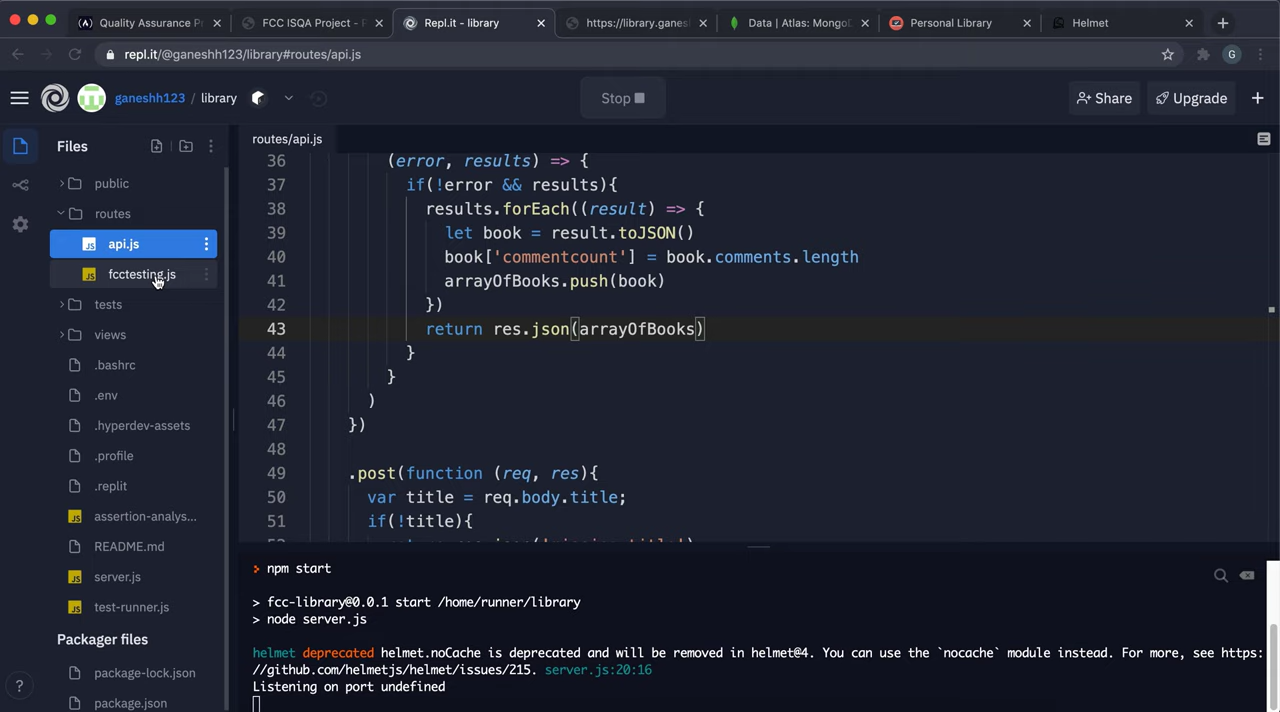 Quality Assurance P
FCC ISQA Project - F
Repl.it - library
https://library.ganes
Data | Atlas: MongoD
Personal Library
Helmet
repl.it/@ganeshh123/library#routes/api.js
G
ganeshh123 / library
Stop
Share
Upgrade
Files
public
routes
api.js
fcctesting.js
tests
views
.bashrc
.env
.hyperdev-assets
.profile
.replit
assertion-analys...
README.md
server.js
test-runner.js
Packager files
package-lock.json
package.json
routes/api.js
36 (error, results) => {
37 if(!error && results){
38 results.forEach((result) => {
39 let book = result.toJSON()
40 book['commentcount'] = book.comments.length
41 arrayOfBooks.push(book)
42 })
43 return res.json(arrayOfBooks)
44 }
45 }
46 )
47 })
48
49 .post(function (req, res){
50 var title = req.body.title;
51 if(!title){
> npm start
> fcc-library@0.0.1 start /home/runner/library
> node server.js
helmet deprecated helmet.noCache is deprecated and will be removed in helmet@4. You can use the `nocache` module instead. For more, see https:
//github.com/helmetjs/helmet/issues/215. server.js:20:16
Listening on port undefined
?